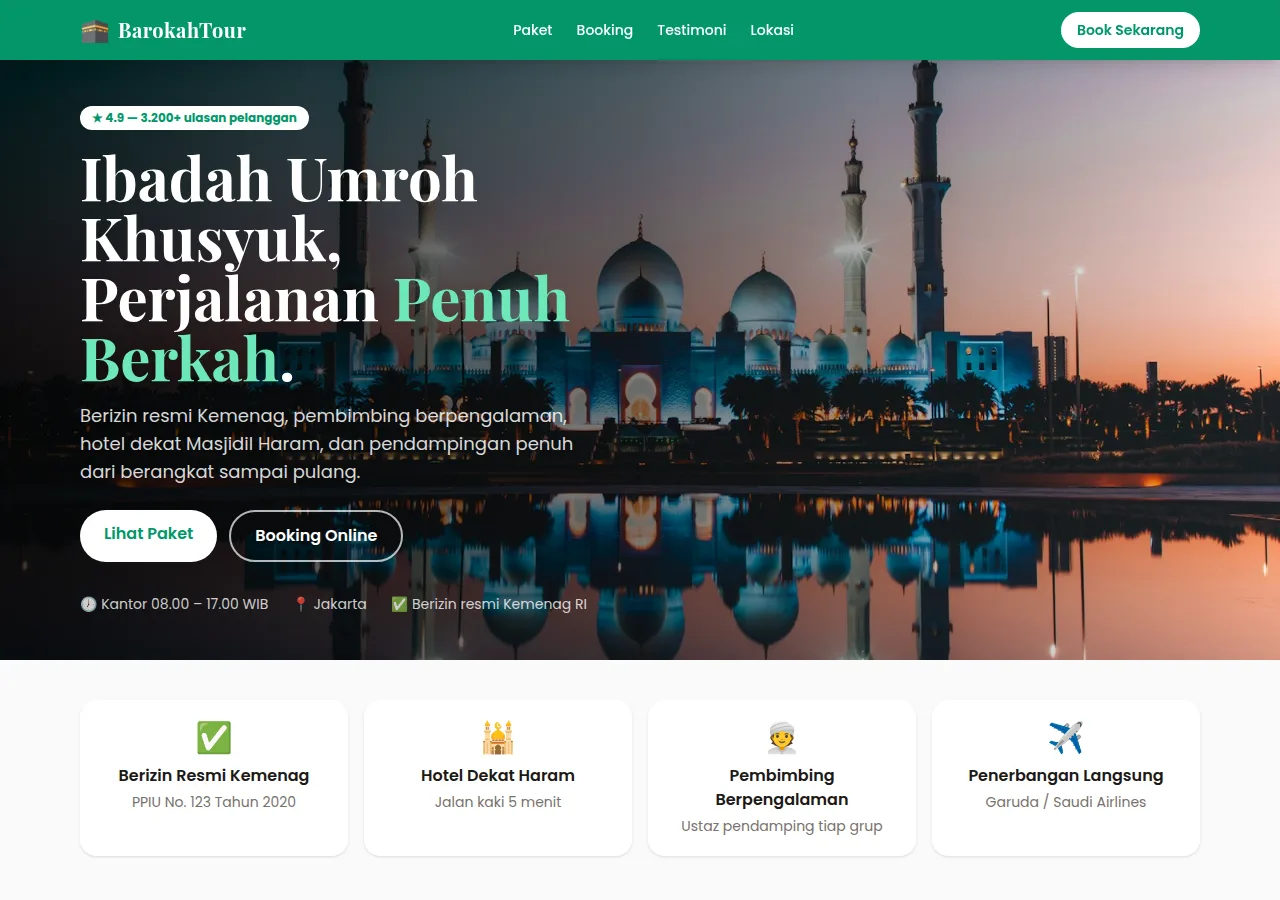 BarokahTour
Paket
Booking
Testimoni
Lokasi
Book Sekarang
★ 4.9 — 3.200+ ulasan pelanggan
Ibadah Umroh
Khusyuk,
Perjalanan Penuh
Berkah.
Berizin resmi Kemenag, pembimbing berpengalaman,
hotel dekat Masjidil Haram, dan pendampingan penuh
dari berangkat sampai pulang.
Lihat Paket
Booking Online
Kantor 08.00 – 17.00 WIB
Jakarta
Berizin resmi Kemenag RI
Berizin Resmi Kemenag
PPIU No. 123 Tahun 2020
Hotel Dekat Haram
Jalan kaki 5 menit
Pembimbing
Berpengalaman
Ustaz pendamping tiap grup
Penerbangan Langsung
Garuda / Saudi Airlines